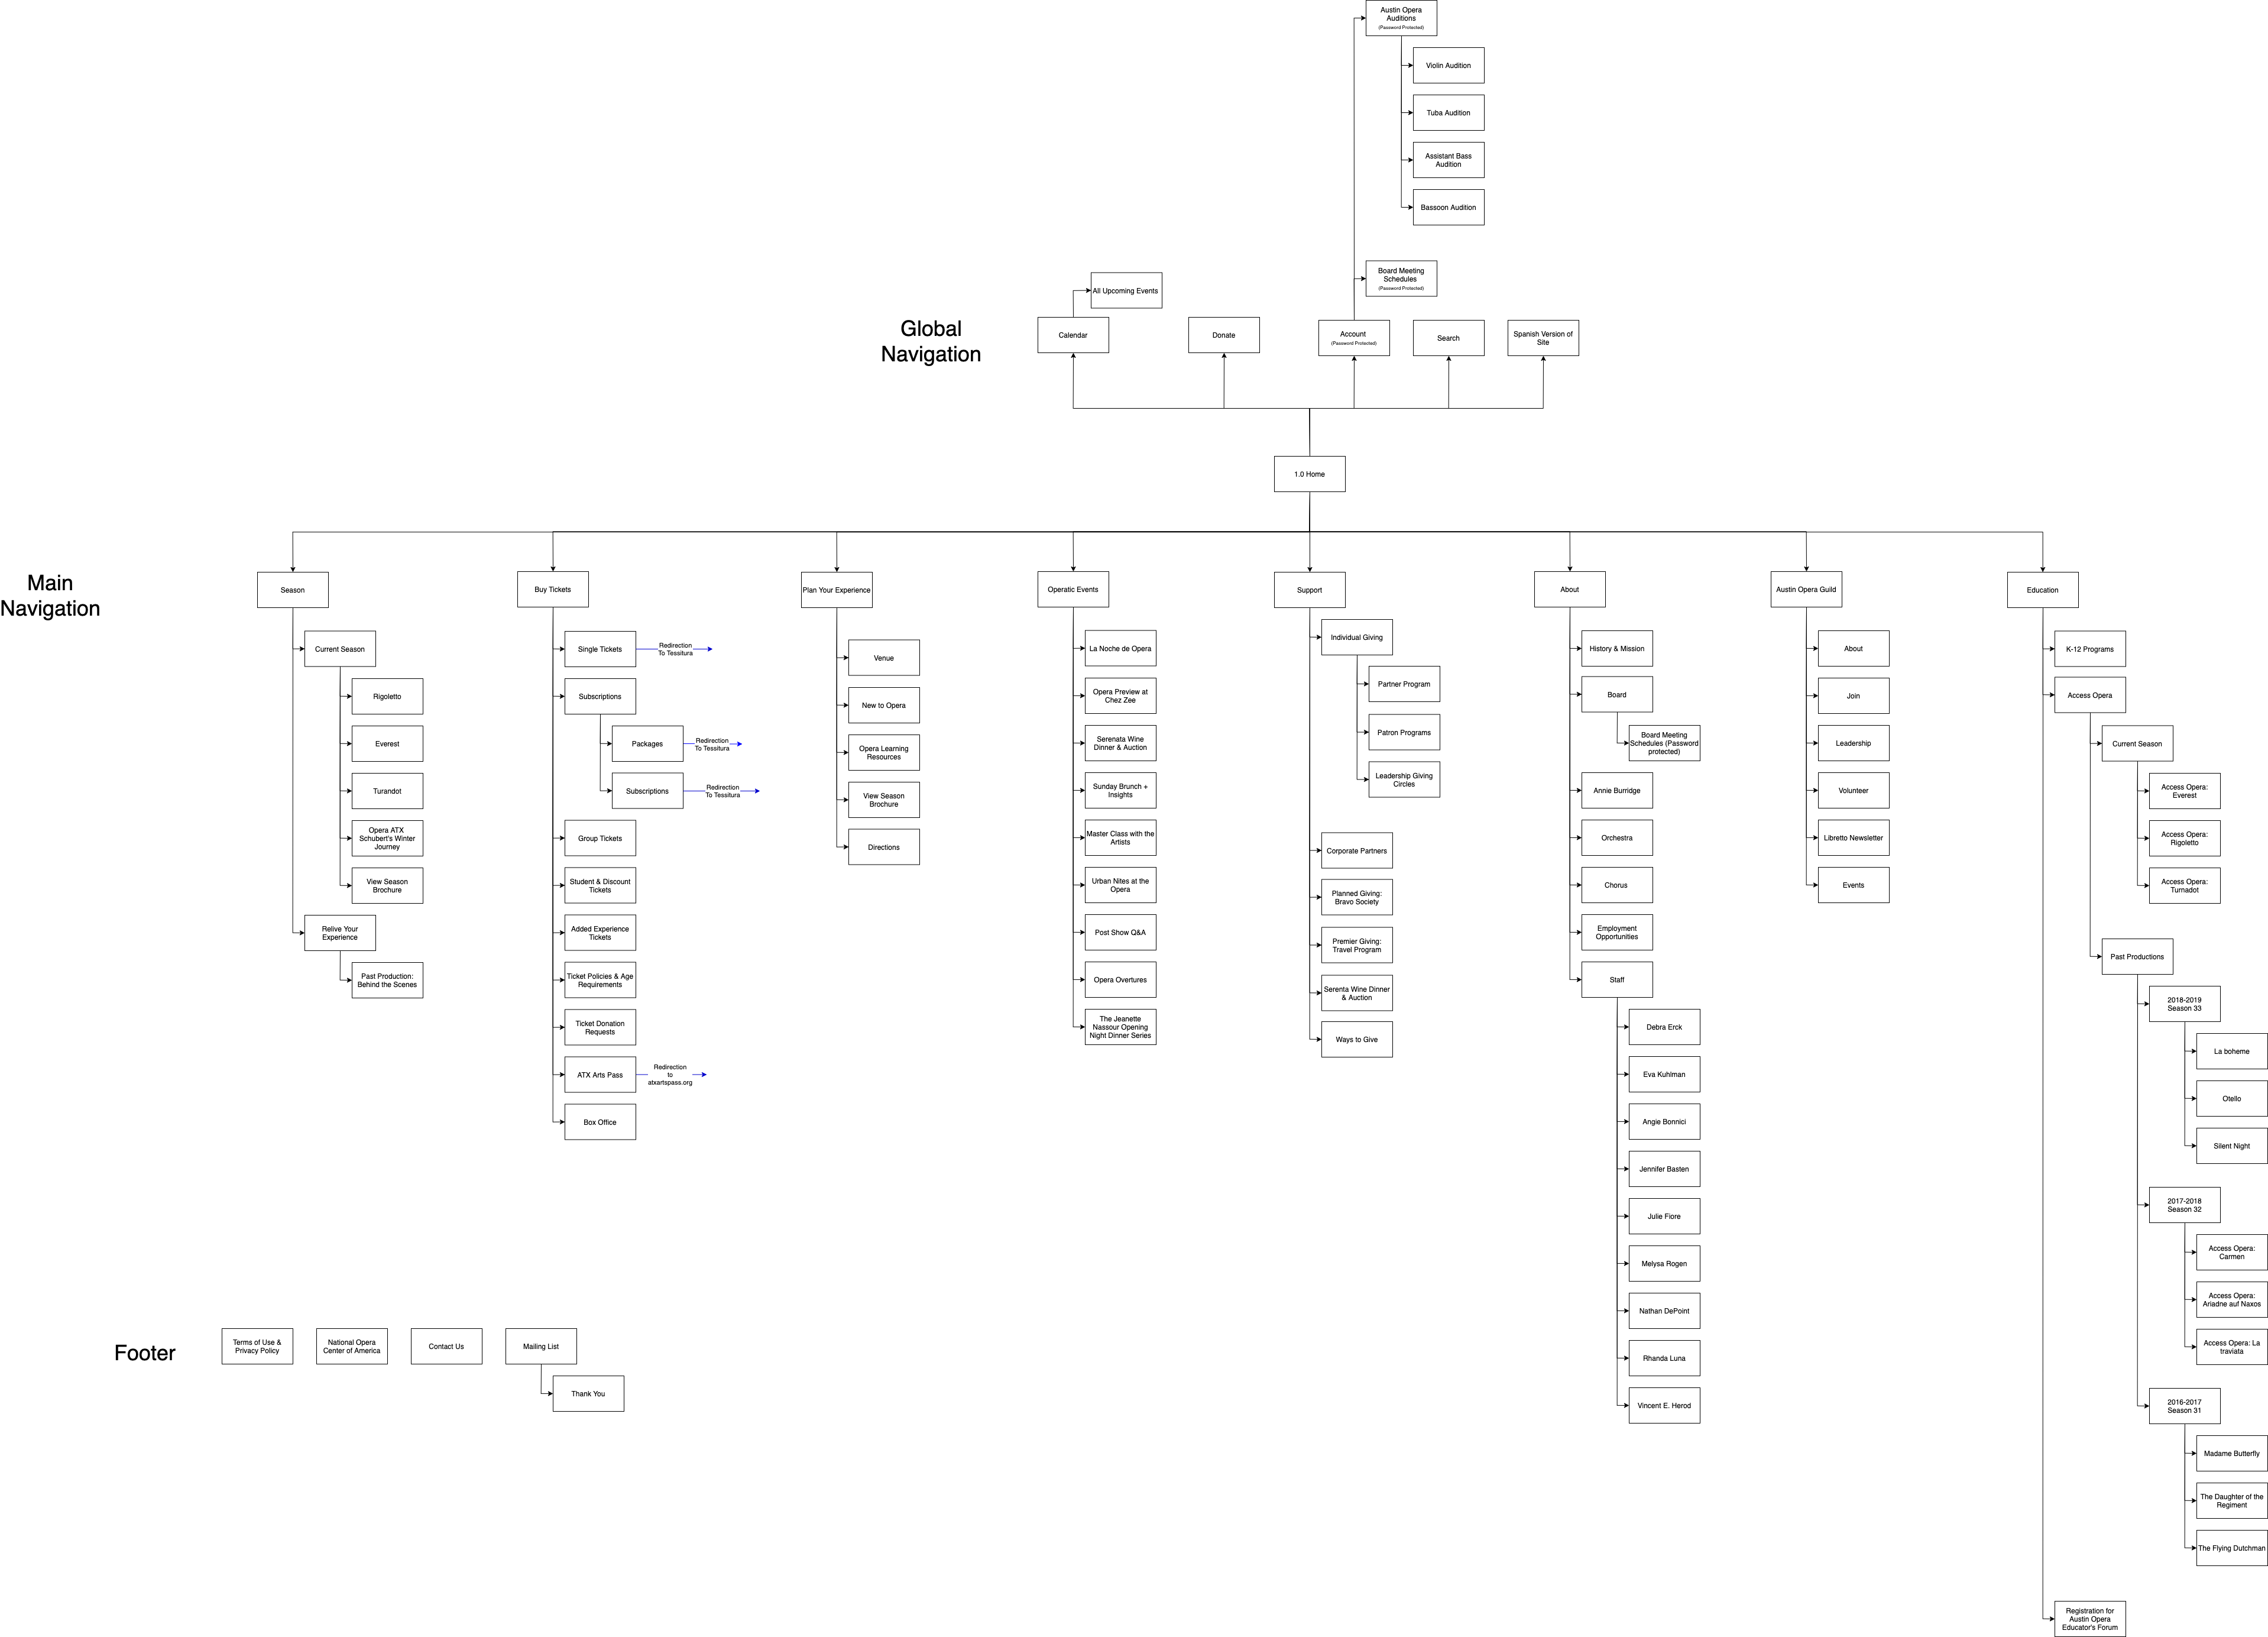 Austin Opera
Auditions
(Password Protected)
Violin Audition
Tuba Audition
Assistant Bass
Audition
Bassoon Audition
Board Meeting
Schedules
(Password Protected)
All Upcoming Events
Global
Navigation
Calendar
Donate
Account
(Password Protected)
Search
Spanish Version of
Site
1.0 Home
Main
Navigation
Season
Current Season
Rigoletto
Everest
Turandot
Opera ATX
Schubert's Winter
Journey
View Season
Brochure
Relive Your
Experience
Past Production:
Behind the Scenes
Buy Tickets
Single Tickets
Redirection
To Tessitura
Subscriptions
Packages
Redirection
To Tessitura
Subscriptions
Redirection
To Tessitura
Group Tickets
Student & Discount
Tickets
Added Experience
Tickets
Ticket Policies & Age
Requirements
Ticket Donation
Requests
ATX Arts Pass
Redirection
to
atxartspass.org
Box Office
Plan Your Experience
Venue
New to Opera
Opera Learning
Resources
View Season
Brochure
Directions
Operatic Events
La Noche de Opera
Opera Preview at
Chez Zee
Serenata Wine
Dinner & Auction
Sunday Brunch +
Insights
Master Class with the
Artists
Urban Nites at the
Opera
Post Show Q&A
Opera Overtures
The Jeanette
Nassour Opening
Night Dinner Series
Support
Individual Giving
Partner Program
Patron Programs
Leadership Giving
Circles
Corporate Partners
Planned Giving:
Bravo Society
Premier Giving:
Travel Program
Serenta Wine Dinner
& Auction
Ways to Give
About
History & Mission
Board
Board Meeting
Schedules (Password
protected)
Annie Burridge
Orchestra
Chorus
Employment
Opportunities
Staff
Debra Erck
Eva Kuhlman
Angie Bonnici
Jennifer Basten
Julie Fiore
Melysa Rogen
Nathan DePoint
Rhanda Luna
Vincent E. Herod
Austin Opera Guild
About
Join
Leadership
Volunteer
Libretto Newsletter
Events
Education
K-12 Programs
Access Opera
Current Season
Access Opera:
Everest
Access Opera:
Rigoletto
Access Opera:
Turnadot
Past Productions
2018-2019
Season 33
La boheme
Otello
Silent Night
2017-2018
Season 32
Access Opera:
Carmen
Access Opera:
Ariadne auf Naxos
Access Opera: La
traviata
2016-2017
Season 31
Madame Butterfly
The Daughter of the
Regiment
The Flying Dutchman
Registration for
Austin Opera
Educator's Forum
Footer
Terms of Use &
Privacy Policy
National Opera
Center of America
Contact Us
Mailing List
Thank You